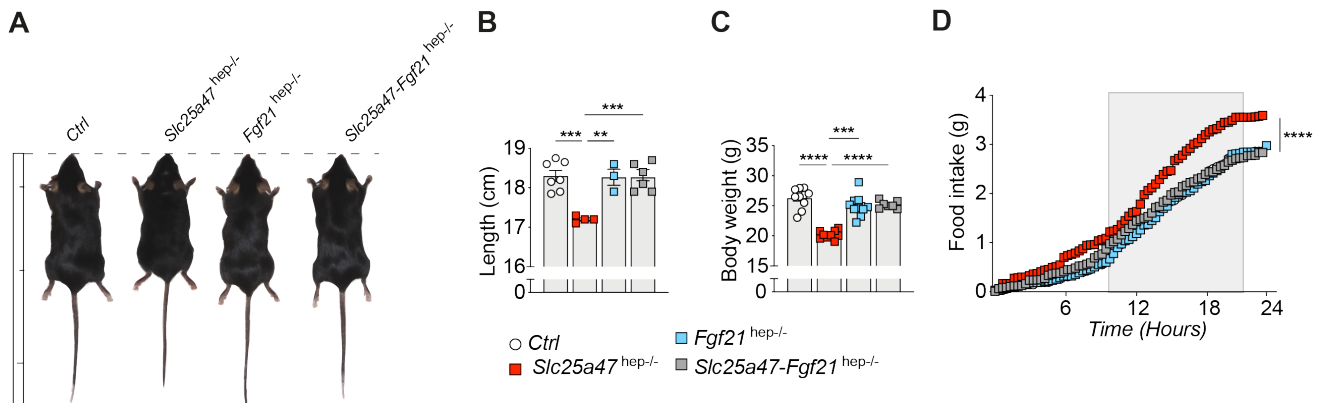 A
Ctrl
Slc25a47 hep-/-
Fgf21 hep-/-
Slc25a47-Fgf21 hep-/-
B
***
*** **
Length (cm)
19
18
17
16
0
C
***
**** ****
Body weight (g)
35
30
25
20
15
0
D
Food intake (g)
4
3
2
1
0
****
6 12 18 24
Time (Hours)
Ctrl
Slc25a47 hep-/-
Fgf21 hep-/-
Slc25a47-Fgf21 hep-/-